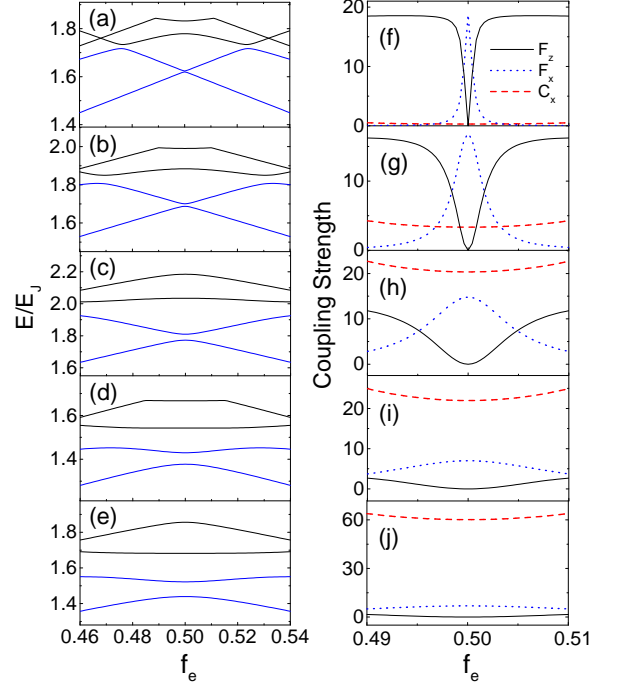 (a)
1.8
1.6
1.4
(b)
2.0
1.8
1.6
(c)
2.2
2.0
1.8
1.6
(d)
1.6
1.4
(e)
1.8
1.6
1.4
0.46 0.48 0.50 0.52 0.54
f_e
E/E_J
(f)
20
10
0
F_z
F_x
C_x
(g)
10
0
(h)
20
10
0
(i)
20
0
(j)
60
30
0
0.49 0.50 0.51
f_e
Coupling Strength